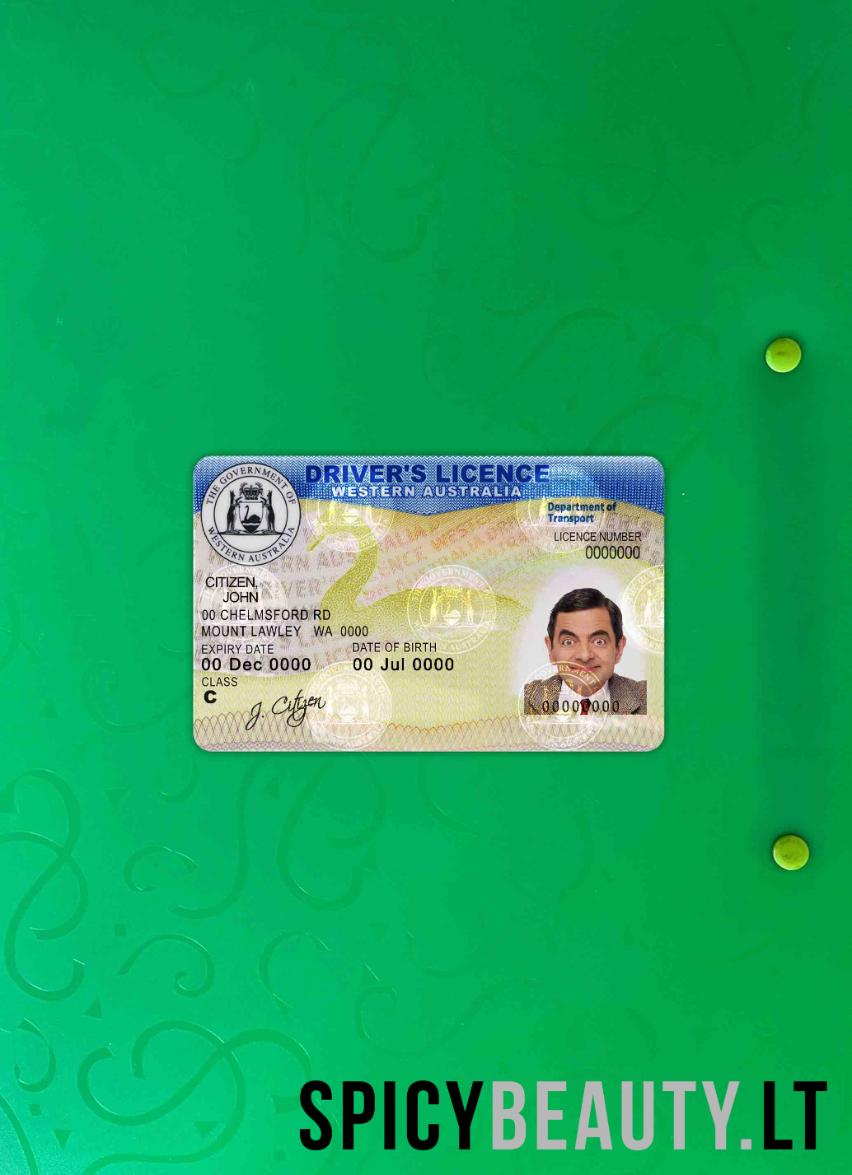 DRIVER'S LICENCE
WESTERN AUSTRALIA
THE GOVERNMENT OF
WESTERN AUSTRALIA
Department of
Transport
LICENCE NUMBER
0000000
CITIZEN,
JOHN
00 CHELMSFORD RD
MOUNT LAWLEY WA 0000
EXPIRY DATE
DATE OF BIRTH
00 Dec 0000
00 Jul 0000
CLASS
C
J. Citizen
SPICYBEAUTY.LT